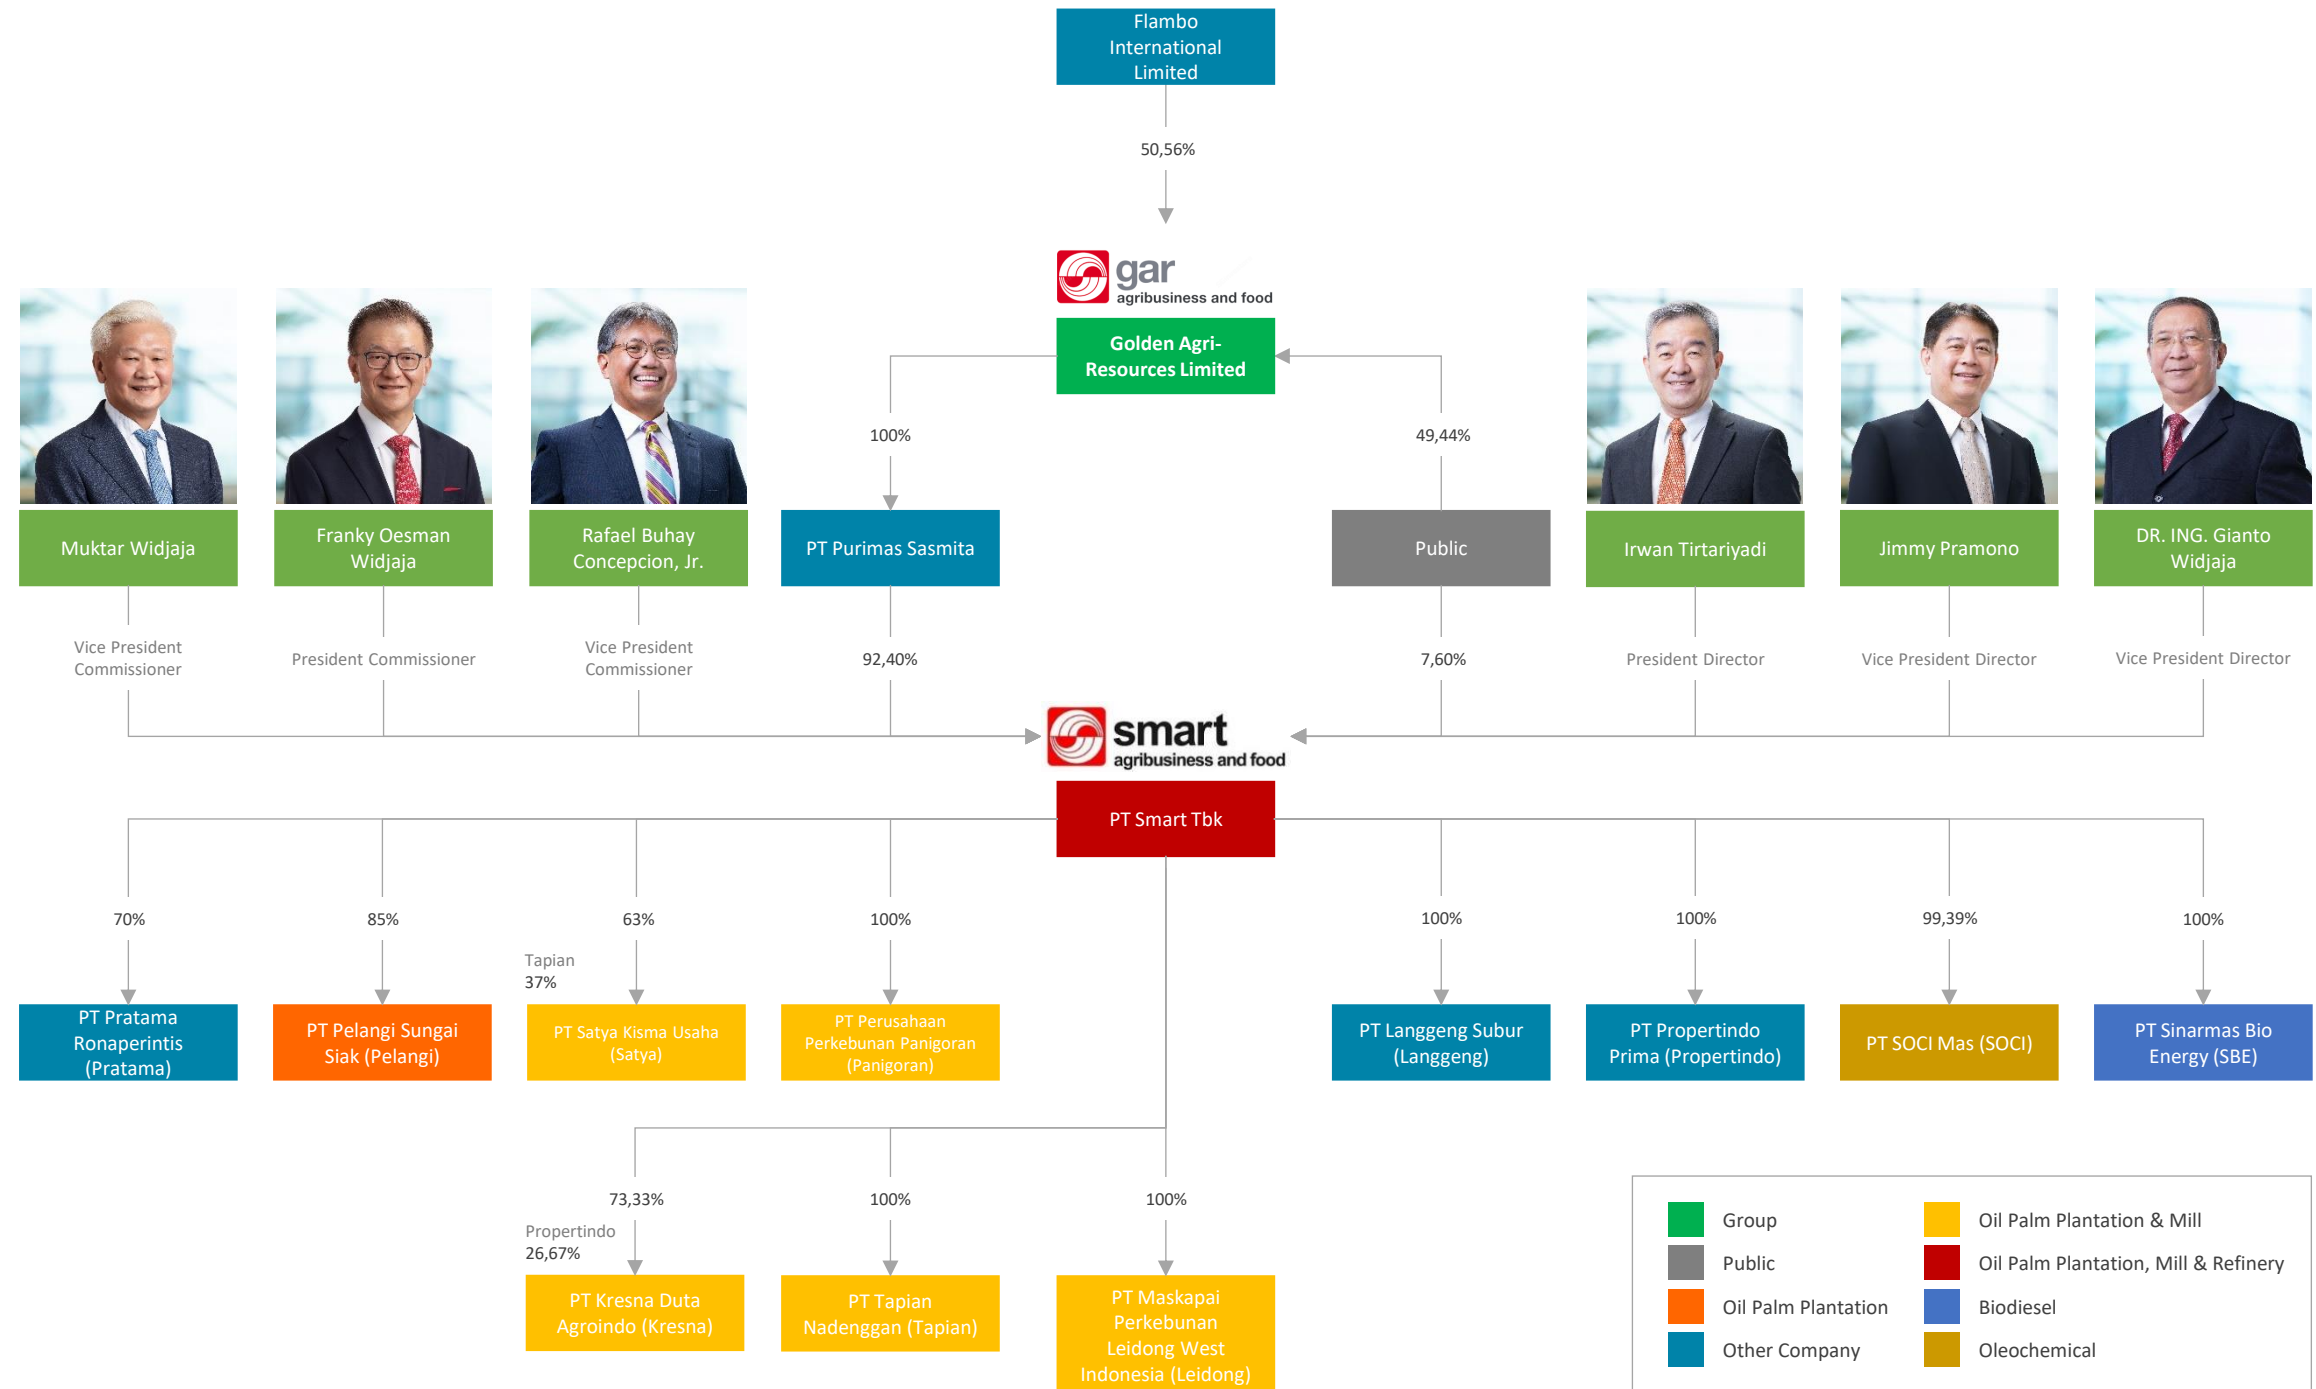 Flambo
International
Limited
50,56%
gar
agribusiness and food
Golden Agri-
Resources Limited
100%
49,44%
Muktar Widjaja
Franky Oesman
Widjaja
Rafael Buhay
Concepcion, Jr.
PT Purimas Sasmita
Public
Irwan Tirtariyadi
Jimmy Pramono
DR. ING. Gianto
Widjaja
Vice President
Commissioner
President Commissioner
Vice President
Commissioner
92,40%
7,60%
President Director
Vice President Director
Vice President Director
smart
agribusiness and food
PT Smart Tbk
70%
85%
63%
100%
100%
100%
99,39%
100%
Tapian
37%
PT Pratama
Ronaperintis
(Pratama)
PT Pelangi Sungai
Siak (Pelangi)
PT Satya Kisma Usaha
(Satya)
PT Perusahaan
Perkebunan Panigoran
(Panigoran)
PT Langgeng Subur
(Langgeng)
PT Propertindo
Prima (Propertindo)
PT SOCI Mas (SOCI)
PT Sinarmas Bio
Energy (SBE)
73,33%
100%
100%
Propertindo
26,67%
PT Kresna Duta
Agroindo (Kresna)
PT Tapian
Nadenggan (Tapian)
PT Maskapai
Perkebunan
Leidong West
Indonesia (Leidong)
Group
Public
Oil Palm Plantation
Other Company
Oil Palm Plantation & Mill
Oil Palm Plantation, Mill & Refinery
Biodiesel
Oleochemical